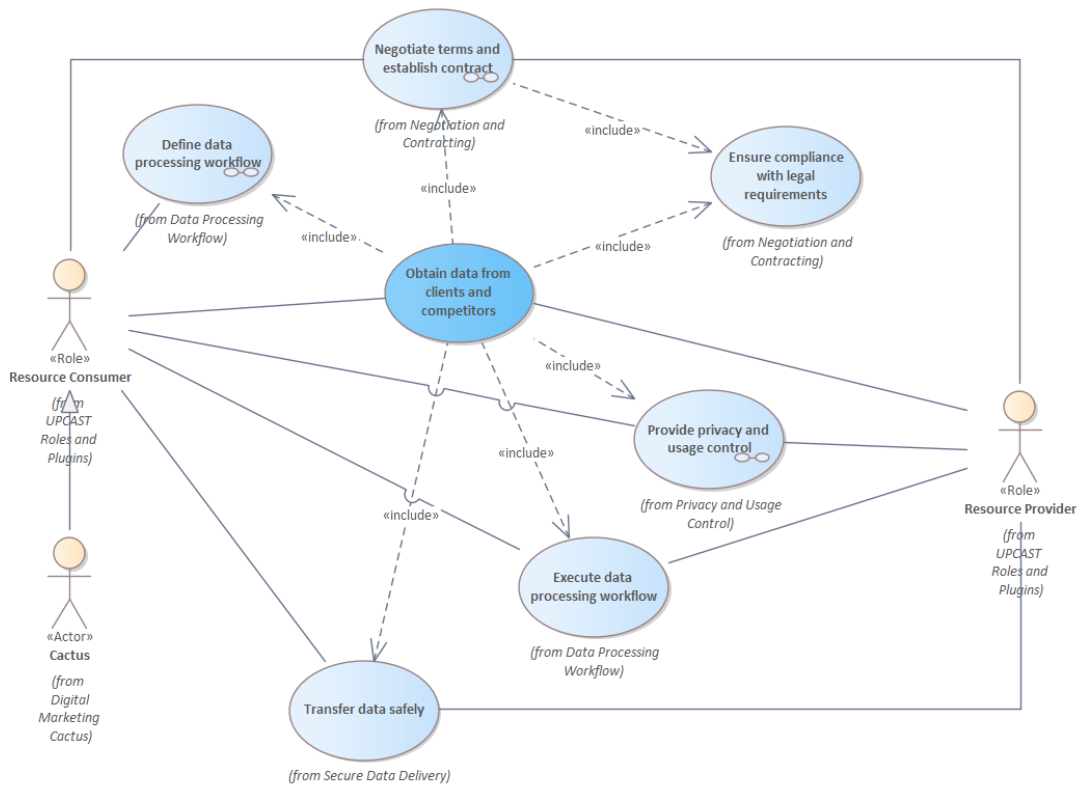 Negotiate terms and
establish contract
(from Negotiation and
Contracting)
«include»
Define data
processing workflow
(from Data Processing
Workflow)
Ensure compliance
with legal
requirements
(from Negotiation and
Contracting)
«include»
«include»
«include»
Obtain data from
clients and
competitors
«Role»
Resource Consumer
(from
UPCAST
Roles and
Plugins)
«include»
Provide privacy and
usage control
(from Privacy and Usage
Control)
«include»
«include»
«Role»
Resource Provider
(from
UPCAST
Roles and
Plugins)
Execute data
processing workflow
(from Data Processing
Workflow)
«Actor»
Cactus
(from
Digital
Marketing
Cactus)
Transfer data safely
(from Secure Data Delivery)